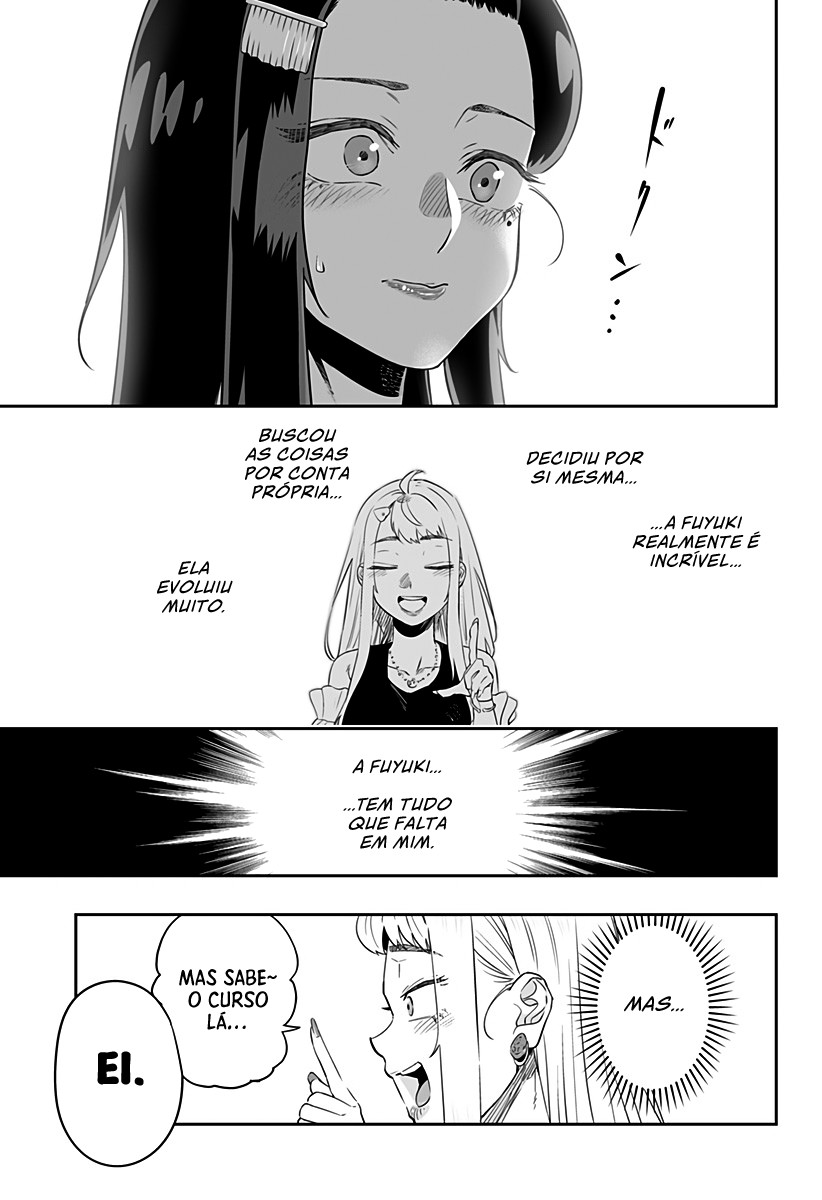 ドクン…
DECIDIU POR
SI MESMA...
BUSCOU
AS COISAS
POR CONTA
PRÓPRIA...
...A FUYUKI
REALMENTE É
INCRÍVEL...
ELA
EVOLUIU
MUITO.
A FUYUKI...
...TEM TUDO
QUE FALTA
EM MIM.
MAS...
MAS SABE~
O CURSO
LÁ...
EI.